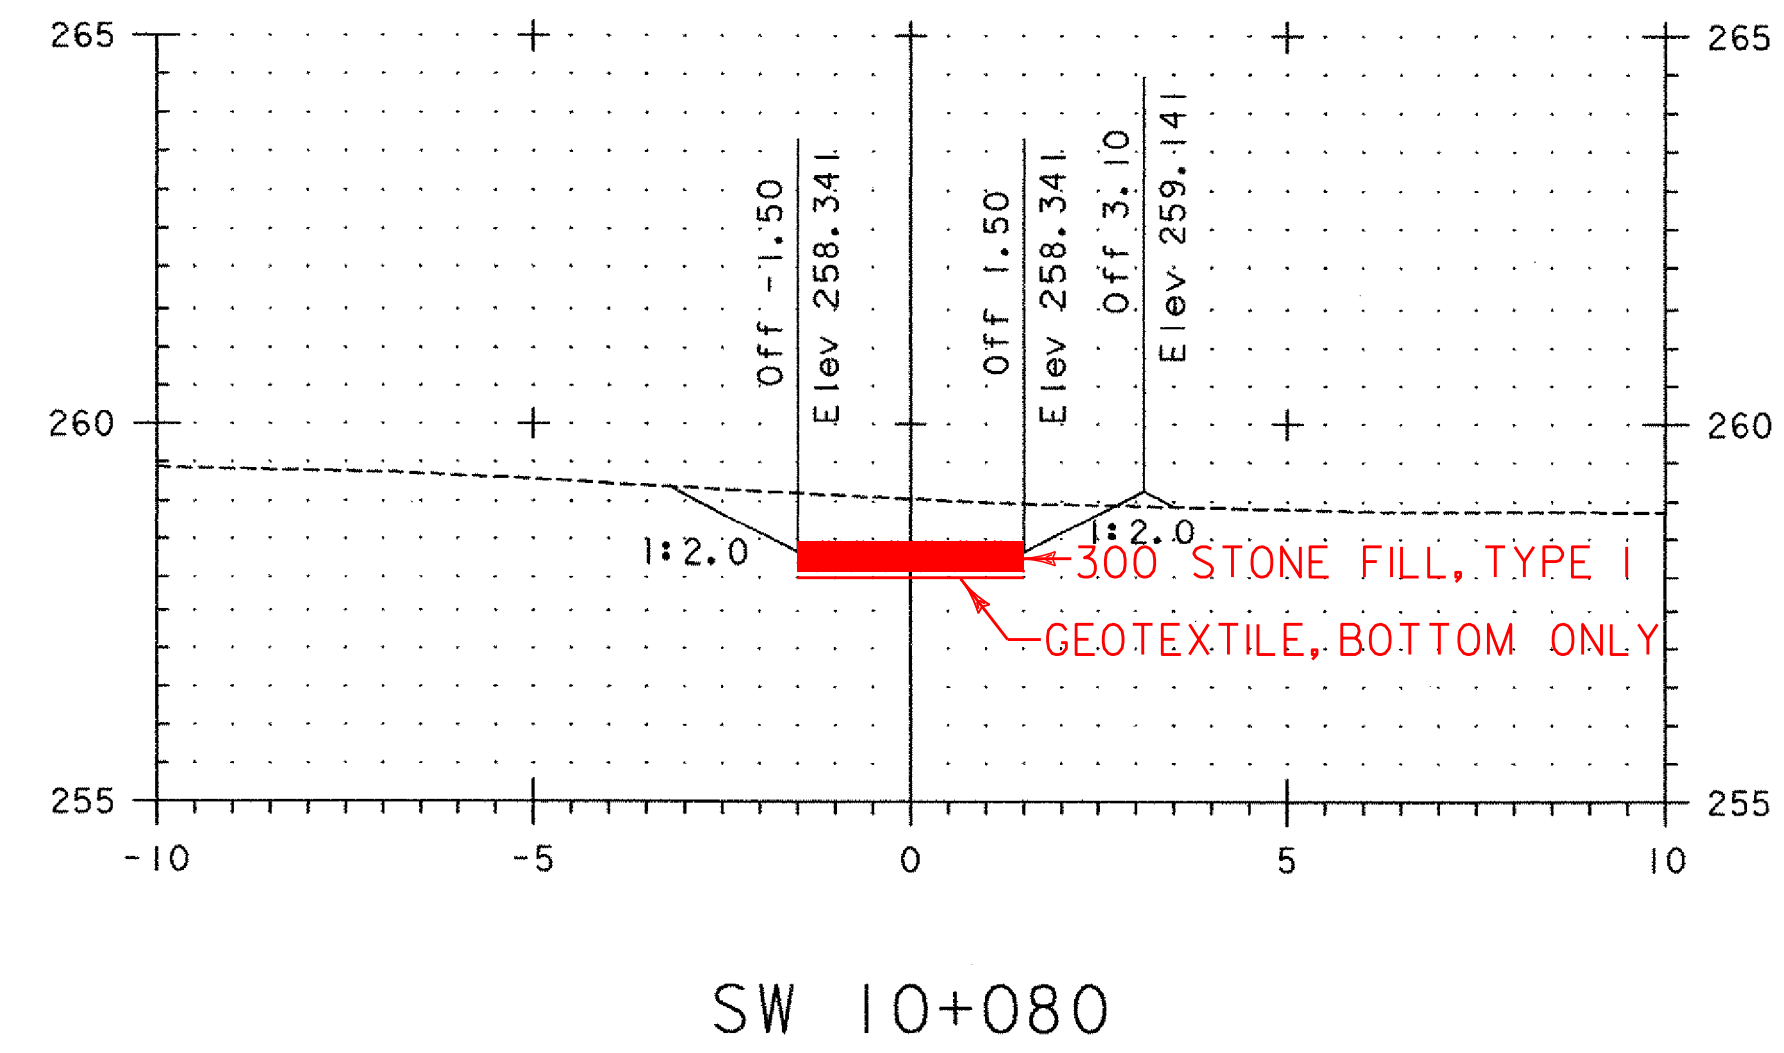 265
265
Off -1.50
Elev 258.341
Off 1.50
Elev 258.341
Off 3.10
Elev 259.141
260
260
1:2.0
1:2.0
300 STONE FILL, TYPE I
GEOTEXTILE, BOTTOM ONLY
255
255
-10
-5
0
5
10
SW 10+080